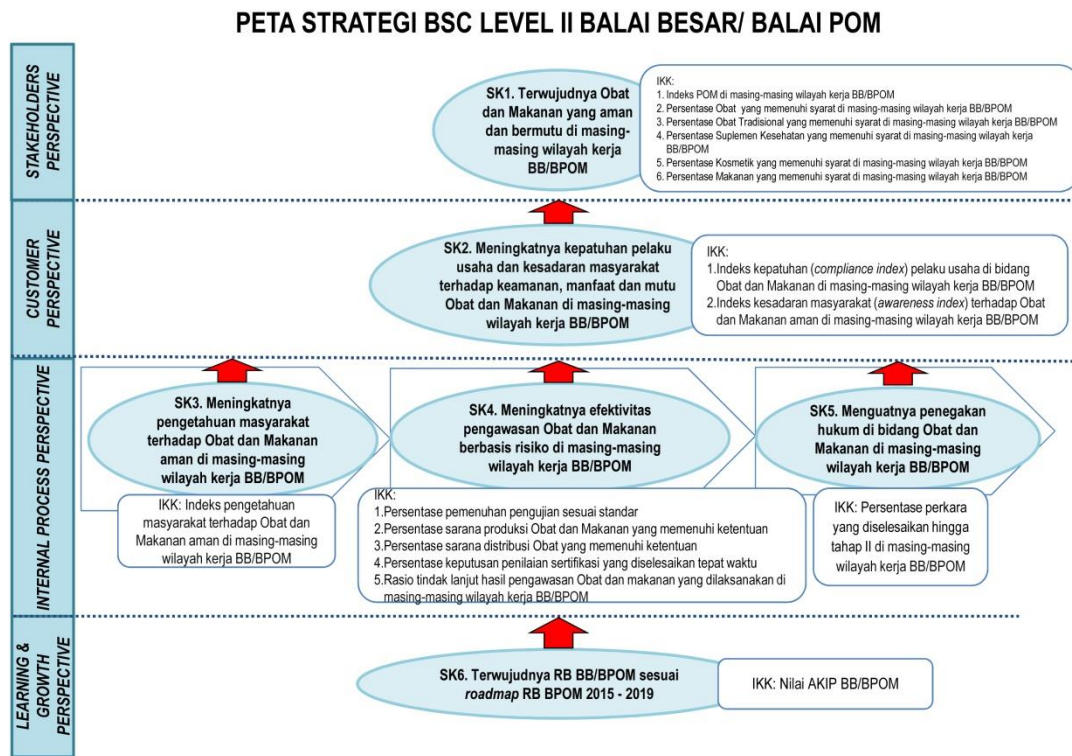 PETA STRATEGI BSC LEVEL II BALAI BESAR/ BALAI POM
STAKEHOLDERS
PERSPECTIVE
SK1. Terwujudnya Obat
dan Makanan yang aman
dan bermutu di masing-
masing wilayah kerja
BB/BPOM
IKK:
1. Indeks POM di masing-masing wilayah kerja BB/BPOM
2. Persentase Obat yang memenuhi syarat di masing-masing wilayah kerja BB/BPOM
3. Persentase Obat Tradisional yang memenuhi syarat di masing-masing wilayah kerja BB/BPOM
4. Persentase Suplemen Kesehatan yang memenuhi syarat di masing-masing wilayah kerja
BB/BPOM
5. Persentase Kosmetik yang memenuhi syarat di masing-masing wilayah kerja BB/BPOM
6. Persentase Makanan yang memenuhi syarat di masing-masing wilayah kerja BB/BPOM
CUSTOMER
PERSPECTIVE
SK2. Meningkatnya kepatuhan pelaku
usaha dan kesadaran masyarakat
terhadap keamanan, manfaat dan mutu
Obat dan Makanan di masing-masing
wilayah kerja BB/BPOM
IKK:
1.Indeks kepatuhan (compliance index) pelaku usaha di bidang
Obat dan Makanan di masing-masing wilayah kerja BB/BPOM
2.Indeks kesadaran masyarakat (awareness index) terhadap Obat
dan Makanan aman di masing-masing wilayah kerja BB/BPOM
INTERNAL PROCESS PERSPECTIVE
SK3. Meningkatnya
pengetahuan masyarakat
terhadap Obat dan Makanan
aman di masing-masing
wilayah kerja BB/BPOM
IKK: Indeks pengetahuan
masyarakat terhadap Obat dan
Makanan aman di masing-masing
wilayah kerja BB/BPOM
SK4. Meningkatnya efektivitas
pengawasan Obat dan Makanan
berbasis risiko di masing-masing
wilayah kerja BB/BPOM
IKK:
1.Persentase pemenuhan pengujian sesuai standar
2.Persentase sarana produksi Obat dan Makanan yang memenuhi ketentuan
3.Persentase sarana distribusi Obat yang memenuhi ketentuan
4.Persentase keputusan penilaian sertifikasi yang diselesaikan tepat waktu
5.Rasio tindak lanjut hasil pengawasan Obat dan makanan yang dilaksanakan di
masing-masing wilayah kerja BB/BPOM
SK5. Menguatnya penegakan
hukum di bidang Obat dan
Makanan di masing-masing
wilayah kerja BB/BPOM
IKK: Persentase perkara
yang diselesaikan hingga
tahap II di masing-masing
wilayah kerja BB/BPOM
LEARNING &
GROWTH
PERSPECTIVE
SK6. Terwujudnya RB BB/BPOM sesuai
roadmap RB BPOM 2015 - 2019
IKK: Nilai AKIP BB/BPOM